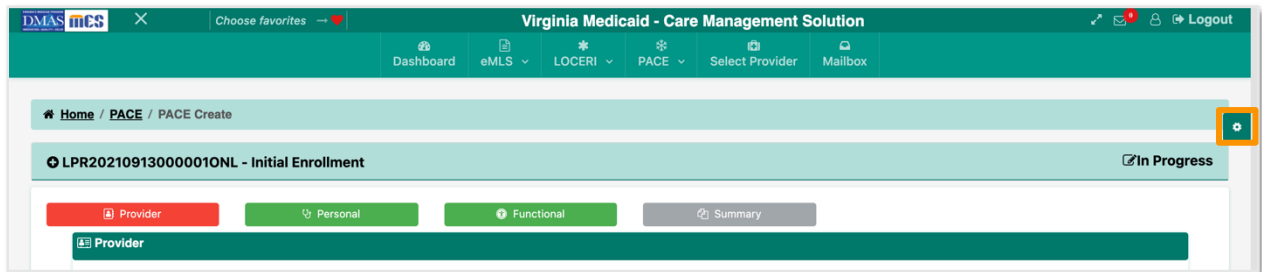 DMAS MES
Choose favorites →
Virginia Medicaid - Care Management Solution
0
Logout
Dashboard
eMLS
LOCERI
PACE
Select Provider
Mailbox
Home / PACE / PACE Create
LPR20210913000001ONL - Initial Enrollment
In Progress
Provider
Personal
Functional
Summary
Provider